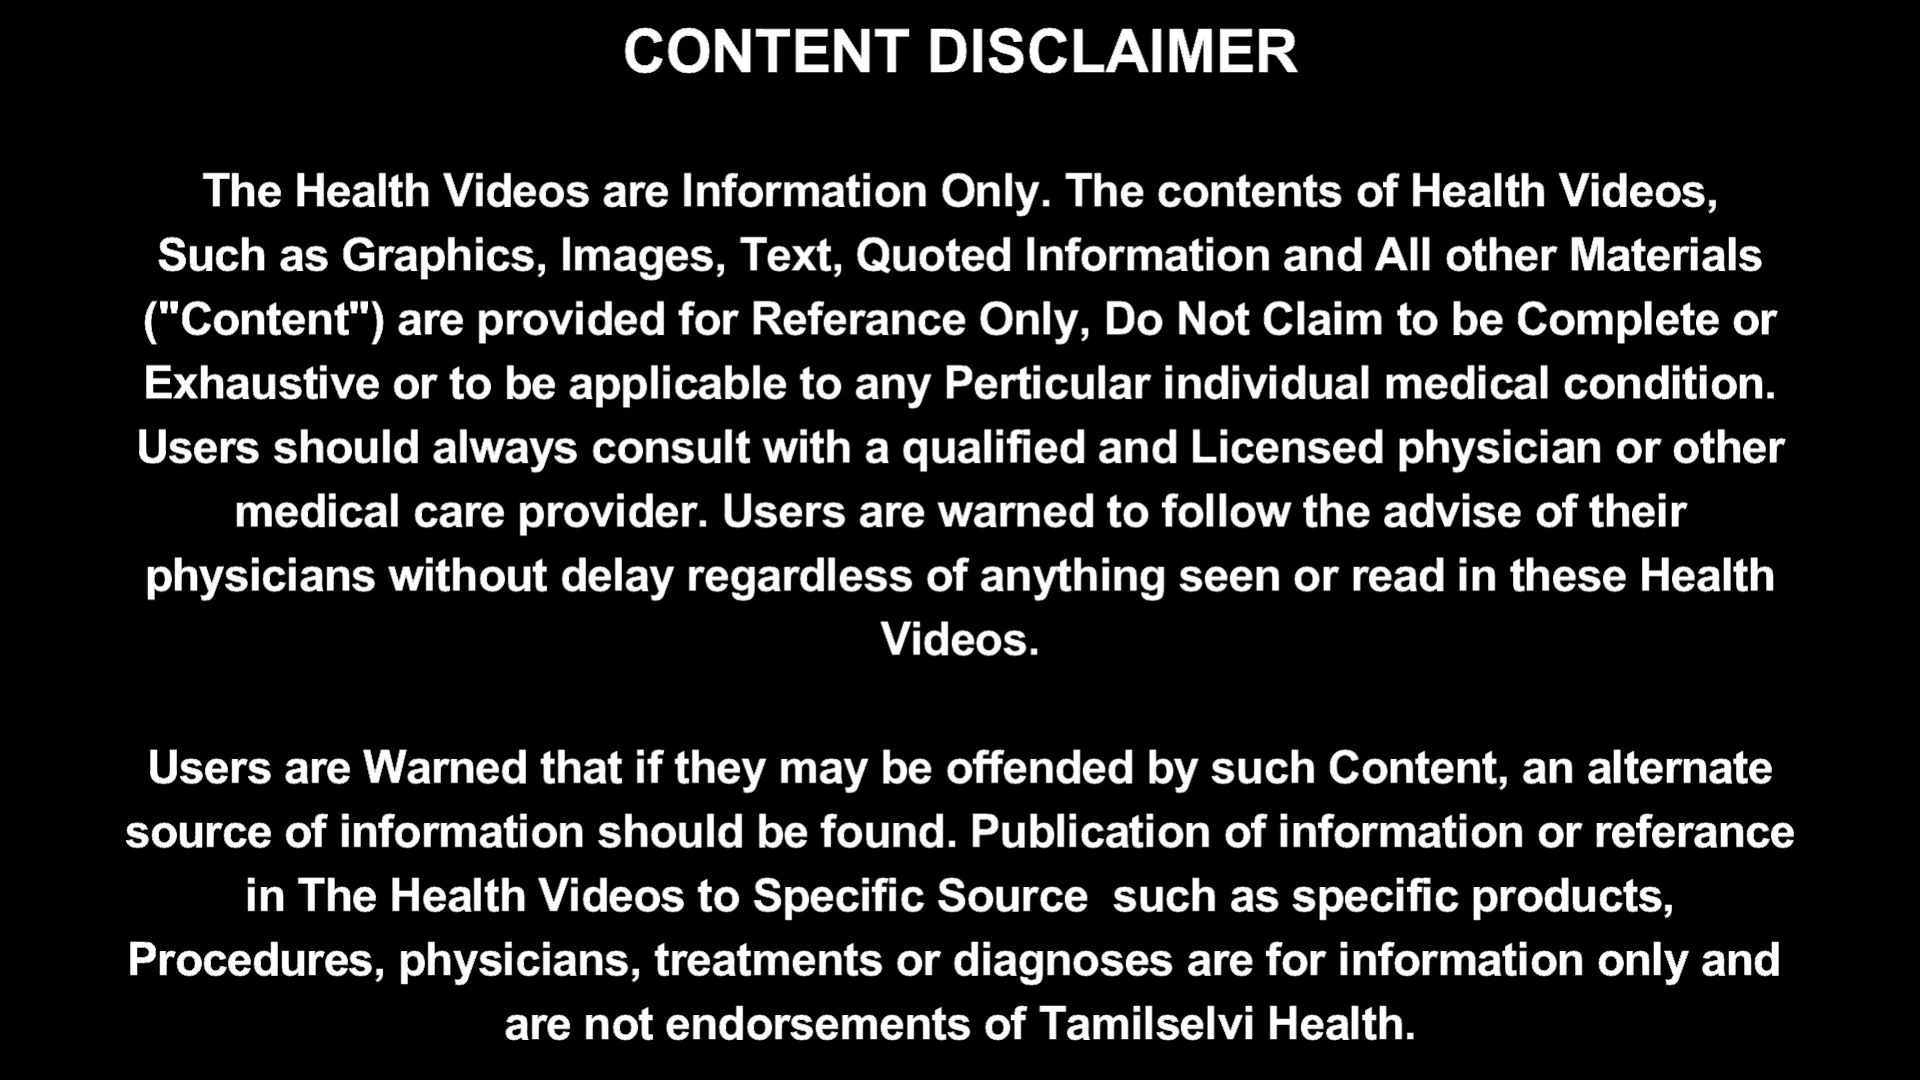 CONTENT DISCLAIMER
The Health Videos are Information Only. The contents of Health Videos,
Such as Graphics, Images, Text, Quoted Information and All other Materials
("Content") are provided for Referance Only, Do Not Claim to be Complete or
Exhaustive or to be applicable to any Perticular individual medical condition.
Users should always consult with a qualified and Licensed physician or other
medical care provider. Users are warned to follow the advise of their
physicians without delay regardless of anything seen or read in these Health
Videos.
Users are Warned that if they may be offended by such Content, an alternate
source of information should be found. Publication of information or referance
in The Health Videos to Specific Source  such as specific products,
Procedures, physicians, treatments or diagnoses are for information only and
are not endorsements of Tamilselvi Health.